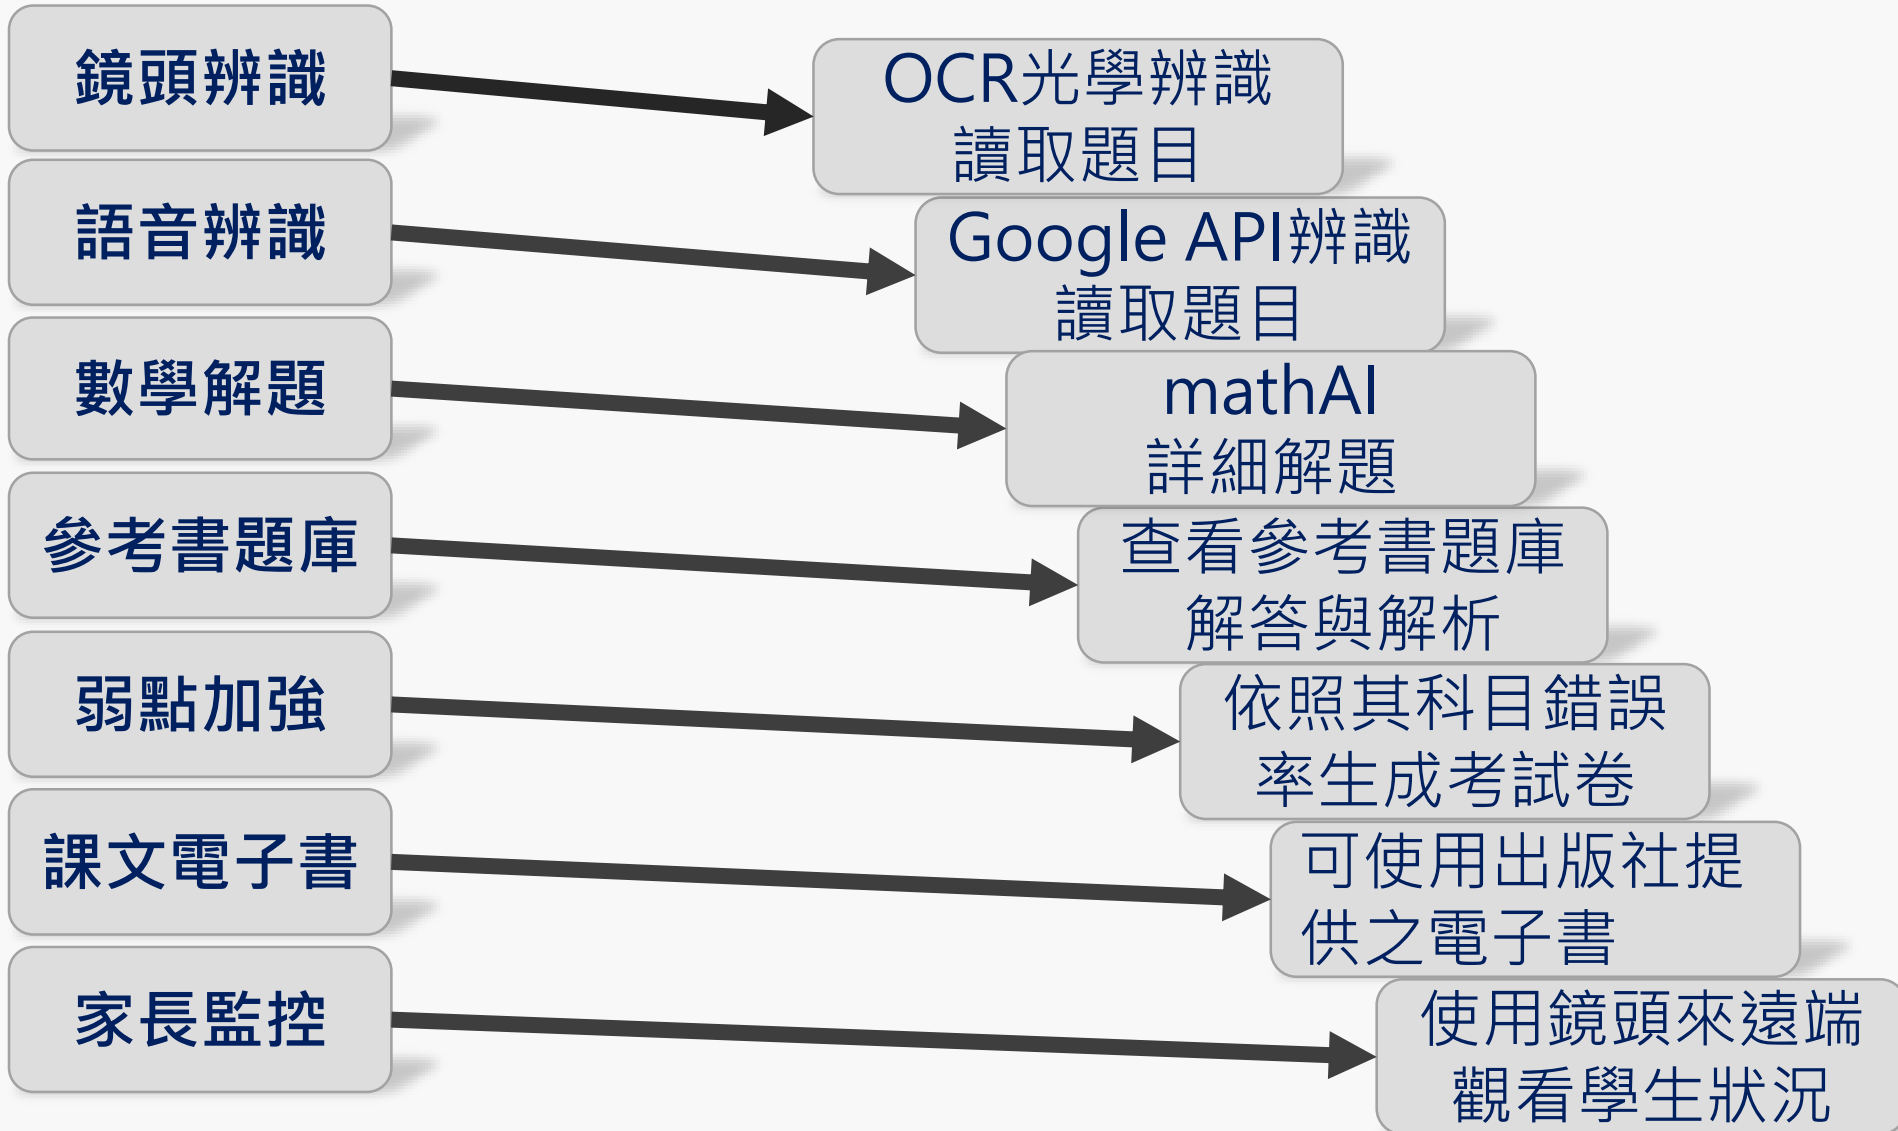 鏡頭辨識
OCR光學辨識
讀取題目
語音辨識
Google API辨識
讀取題目
數學解題
mathAI
詳細解題
參考書題庫
查看參考書題庫
解答與解析
弱點加強
依照其科目錯誤
率生成考試卷
課文電子書
可使用出版社提
供之電子書
家長監控
使用鏡頭來遠端
觀看學生狀況